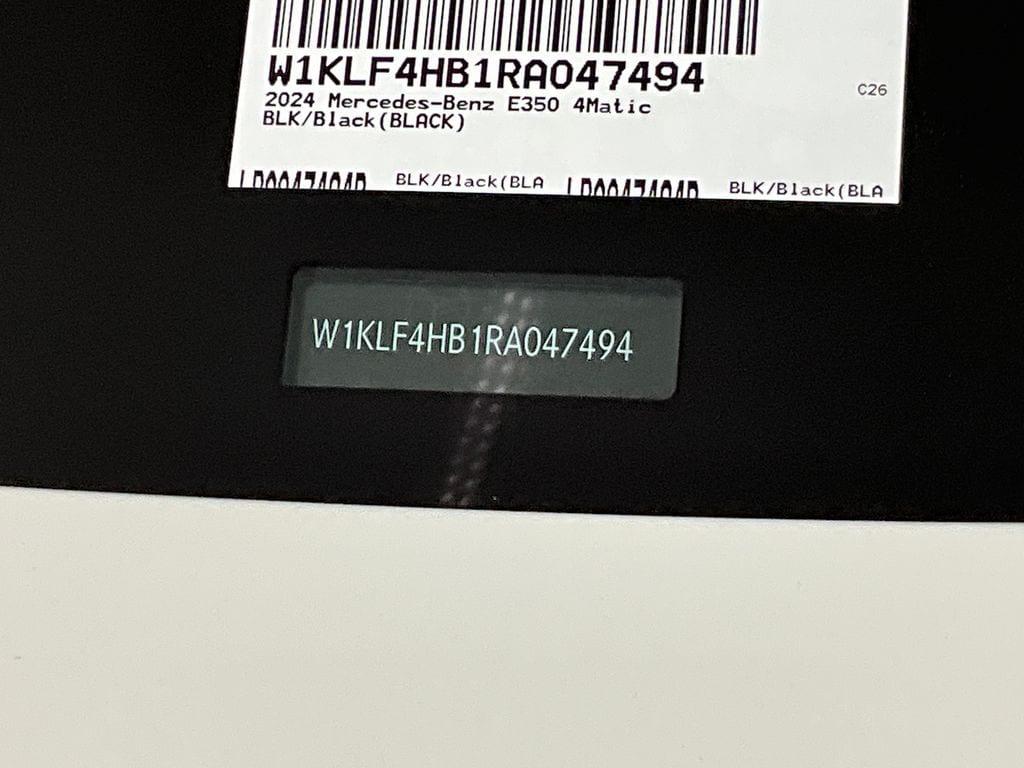 W1KLF4HB1RA047494
C26
2024 Mercedes-Benz E350 4Matic
BLK/Black(BLACK)
BLK/Black(BLA
BLK/Black(BLA
W1KLF4HB1RA047494